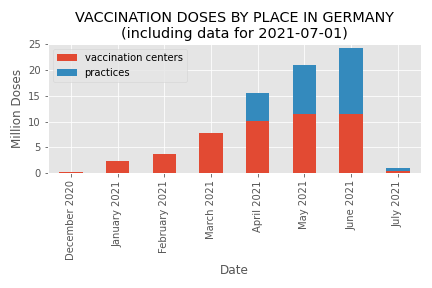 VACCINATION DOSES BY PLACE IN GERMANY
(including data for 2021-07-01)
25
20
15
10
5
0
Million Doses
vaccination centers
practices
December 2020
January 2021
February 2021
March 2021
April 2021
May 2021
June 2021
July 2021
Date